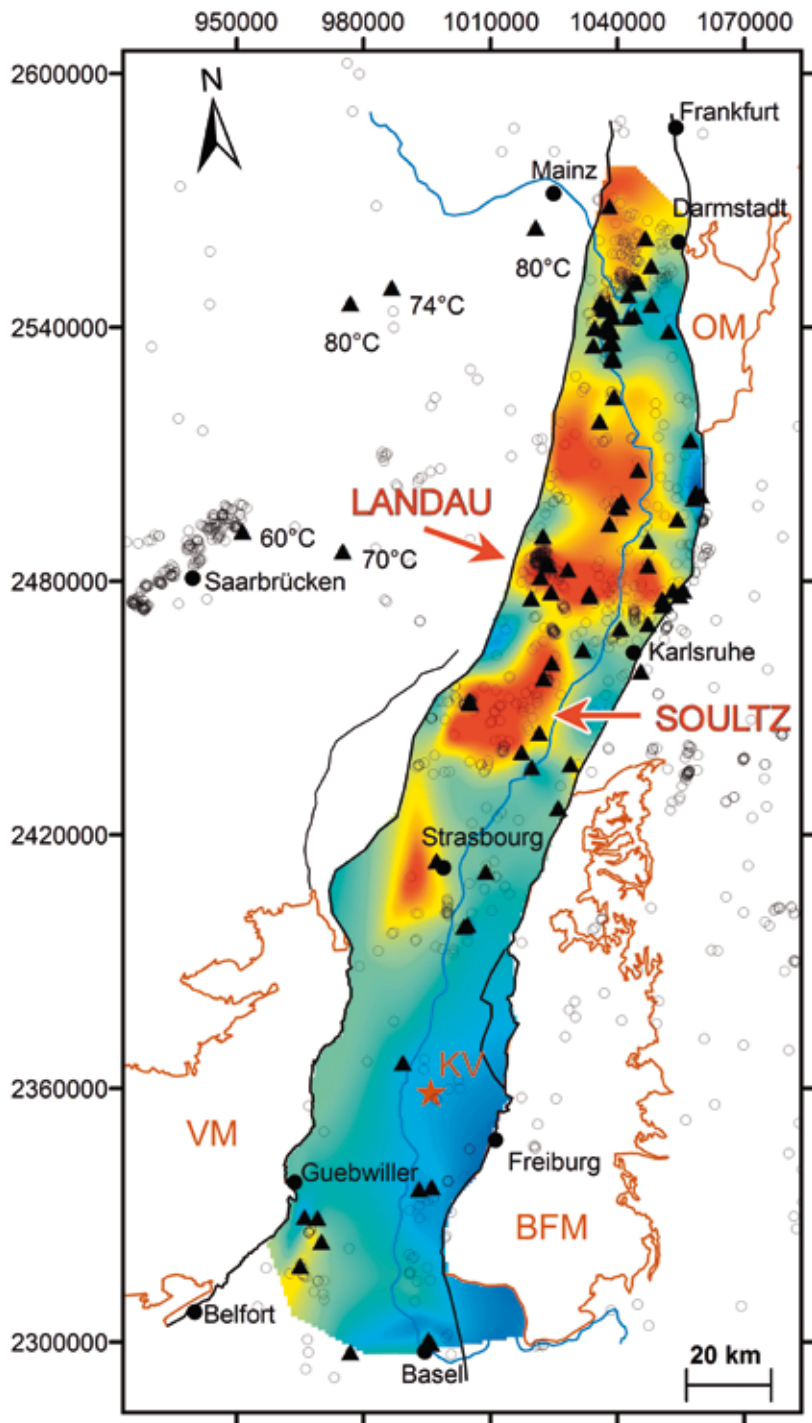 950000 980000 1010000 1040000 1070000
2600000
N
Frankfurt
Mainz
Darmstadt
80°C
74°C
80°C
2540000
OM
LANDAU
60°C
70°C
2480000
Saarbrücken
Karlsruhe
SOULTZ
2420000
Strasbourg
KV
2360000
VM
Freiburg
Guebwiller
BFM
Belfort
2300000
Basel
20 km